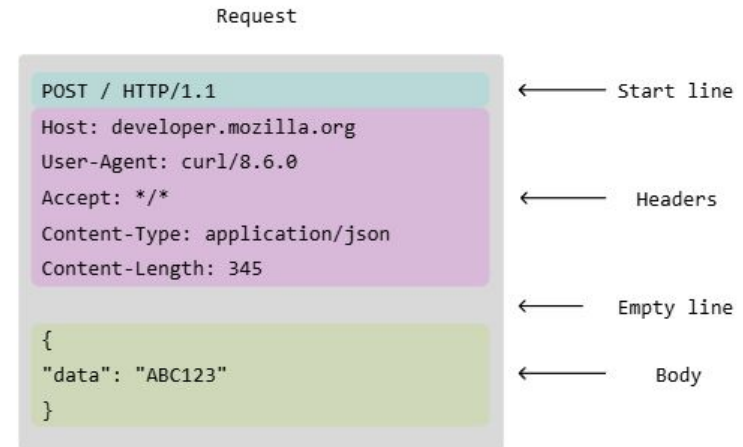 Request
POST / HTTP/1.1
Start line
Host: developer.mozilla.org
User-Agent: curl/8.6.0
Accept: */*
Content-Type: application/json
Content-Length: 345
Headers
Empty line
{
"data": "ABC123"
}
Body